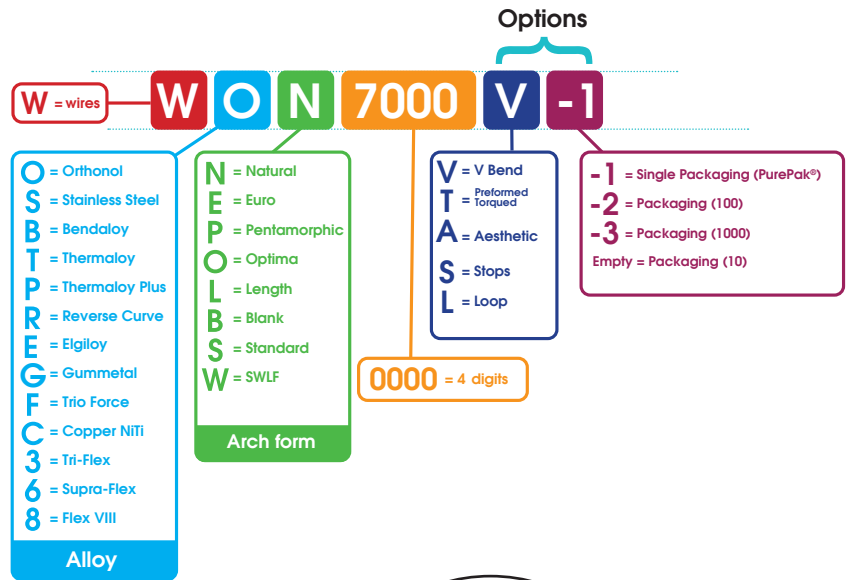 Options
W = wires
W O N 7000 V -1
O = Orthonol
S = Stainless Steel
B = Bendaloy
T = Thermaloy
P = Thermaloy Plus
R = Reverse Curve
E = Elgiloy
G = Gummetal
F = Trio Force
C = Copper NiTi
3 = Tri-Flex
6 = Supra-Flex
8 = Flex VIII
Alloy
N = Natural
E = Euro
P = Pentamorphic
O = Optima
L = Length
B = Blank
S = Standard
W = SWLF
Arch form
0000 = 4 digits
V = V Bend
T = Preformed
Torqued
A = Aesthetic
S = Stops
L = Loop
-1 = Single Packaging (PurePak®)
-2 = Packaging (100)
-3 = Packaging (1000)
Empty = Packaging (10)